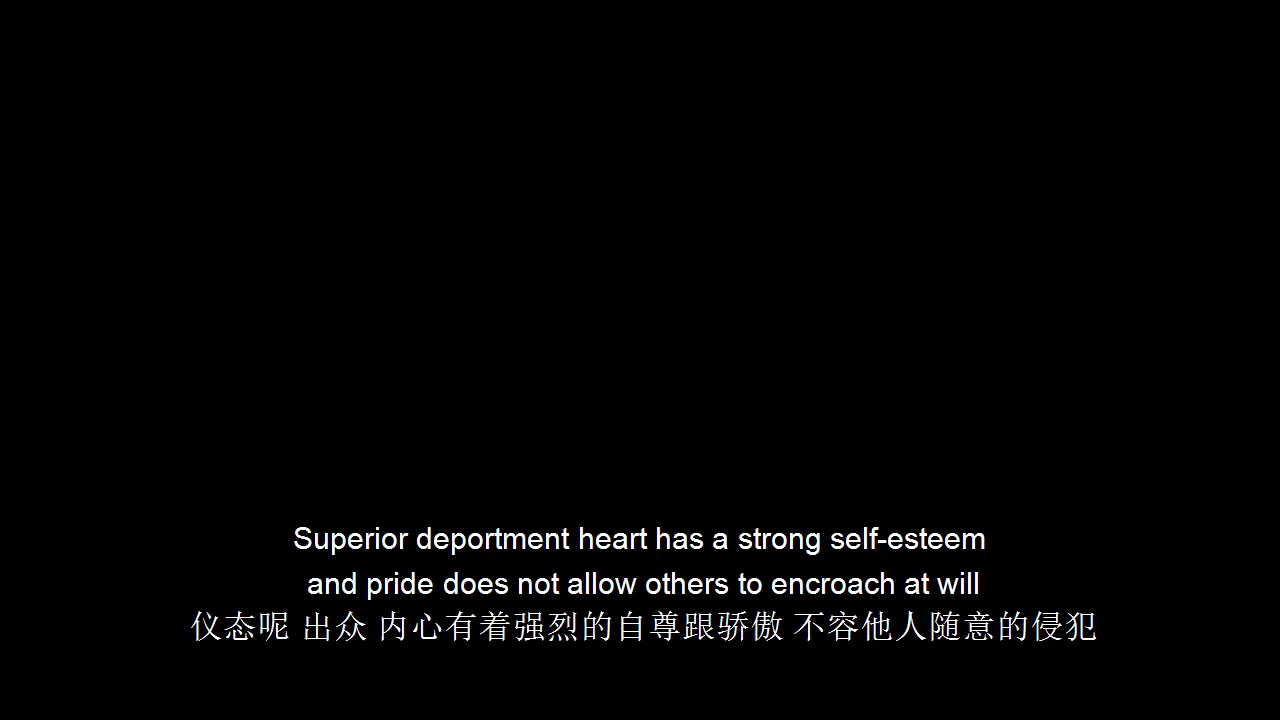 Superior deportment heart has a strong self-esteem
and pride does not allow others to encroach at will
仪态呢 出众 内心有着强烈的自尊跟骄傲 不容他人随意的侵犯